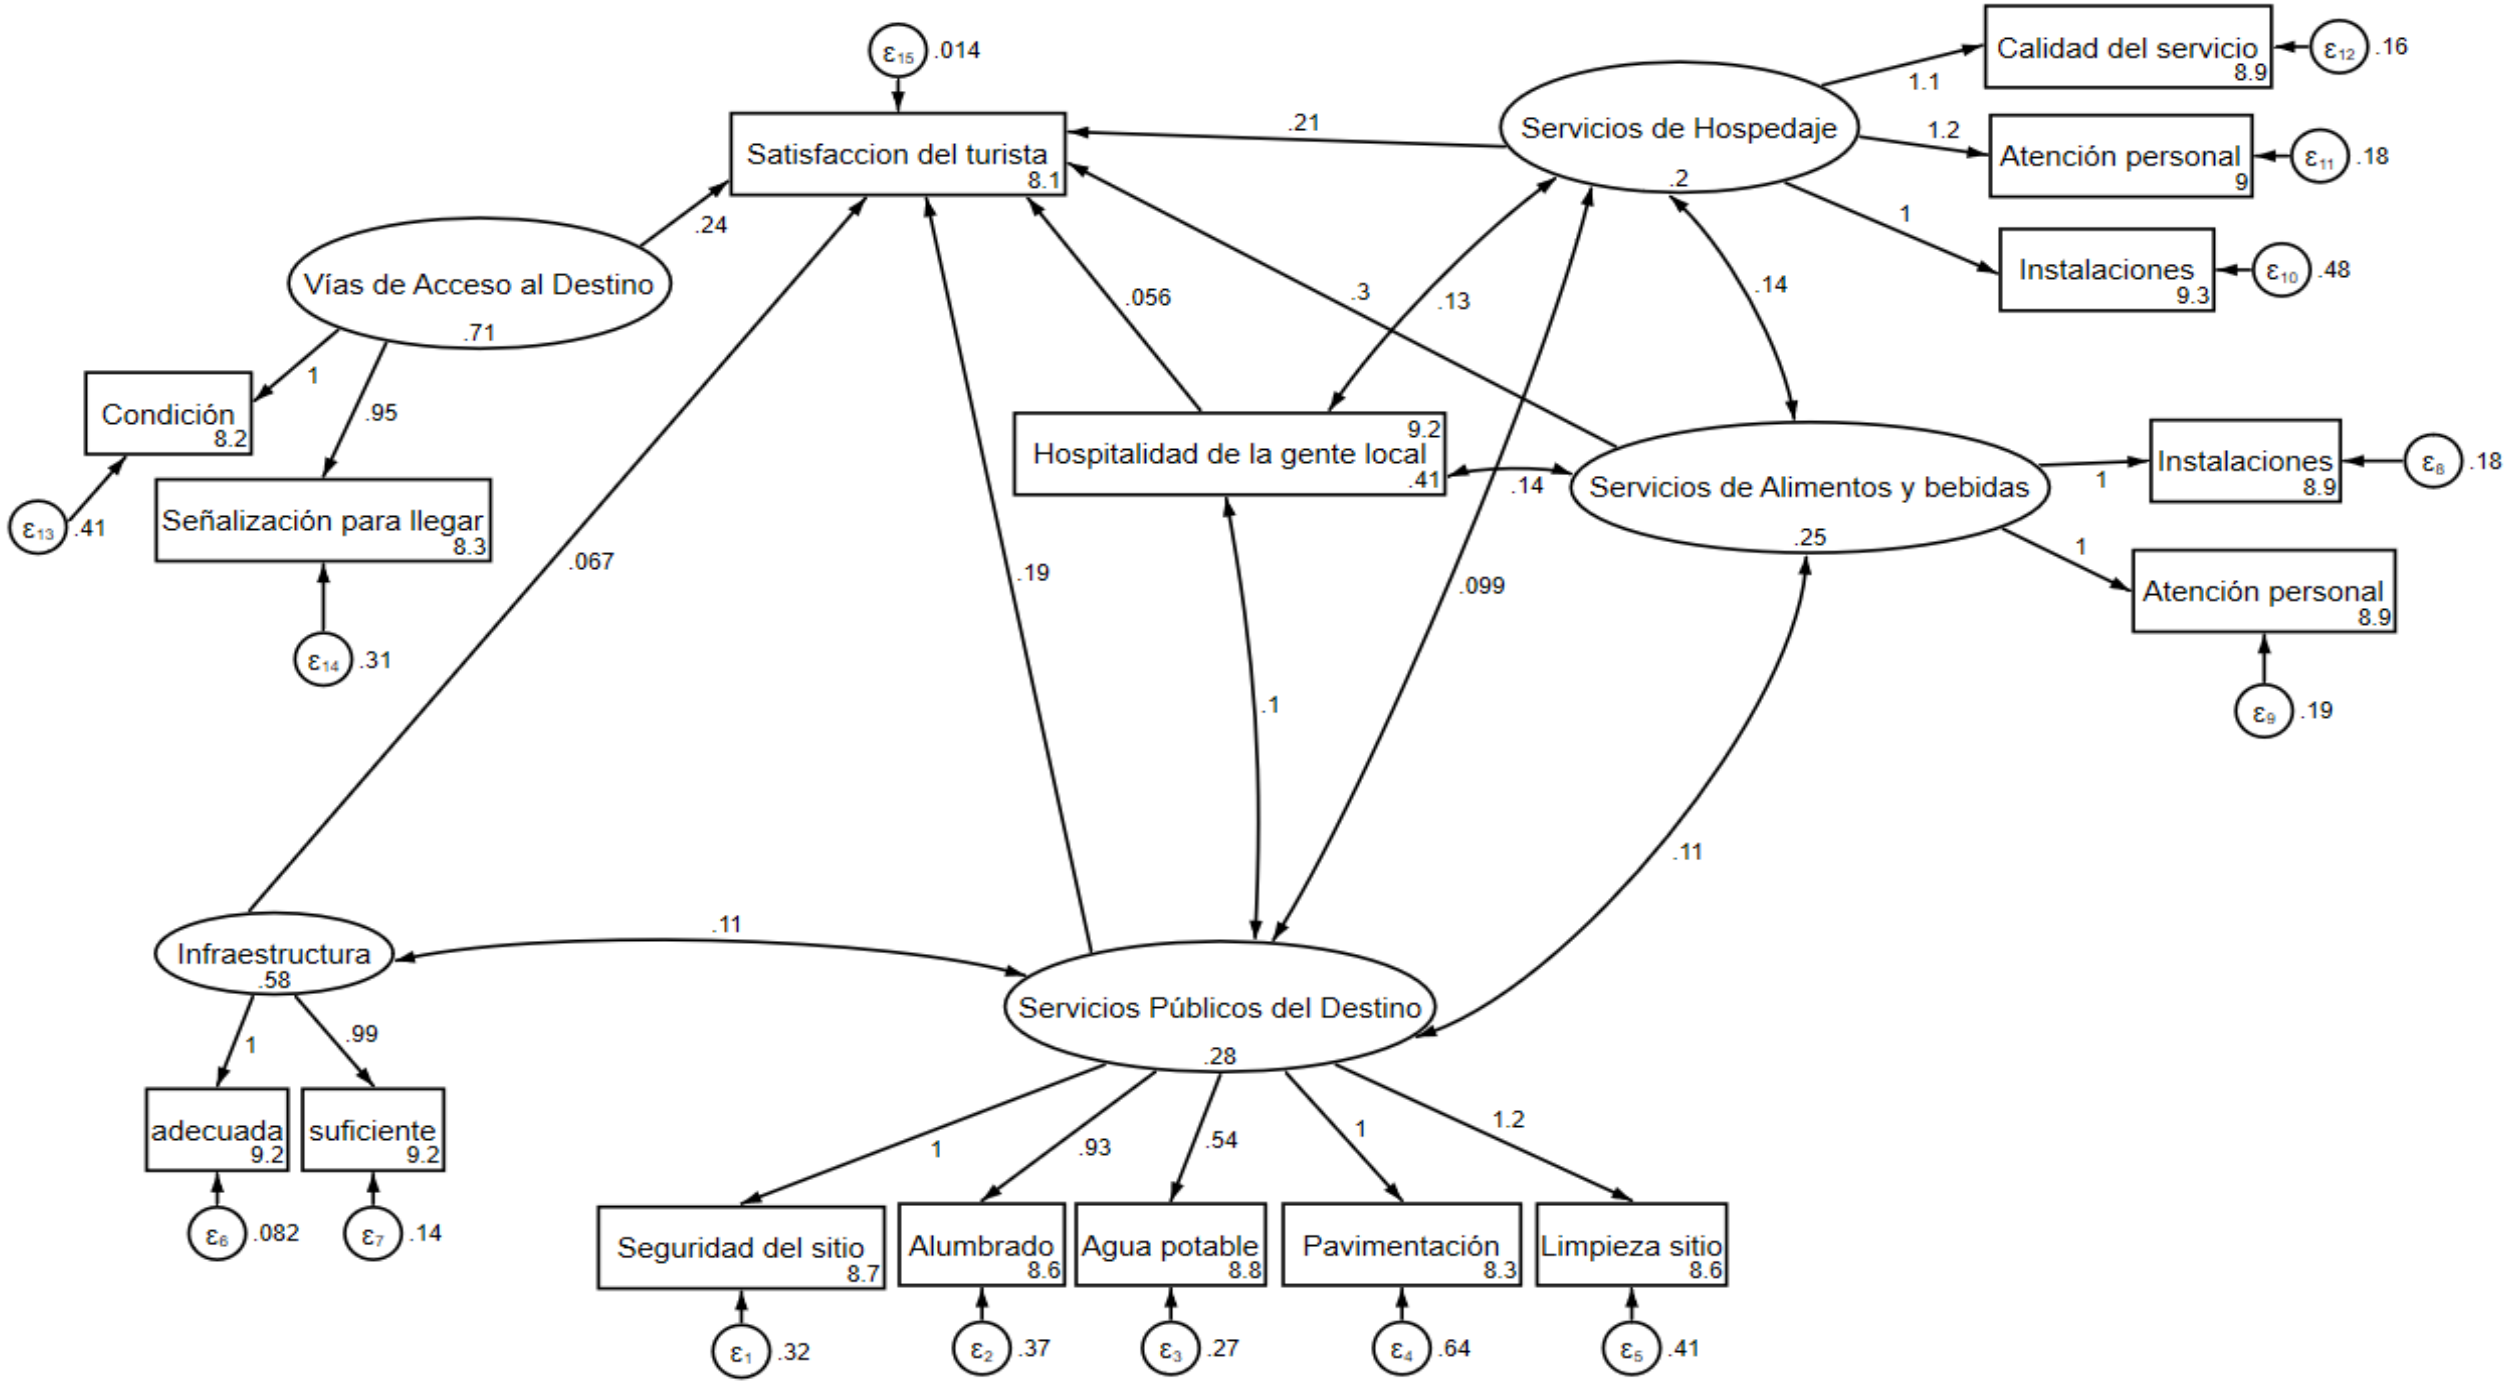 ε15 .014
Satisfaccion del turista
8.1
.21
Servicios de Hospedaje
.2
1.1
Calidad del servicio
8.9
ε12 .16
1.2
Atención personal
9
ε11 .18
1
Instalaciones
9.3
ε10 .48
.24
Vías de Acceso al Destino
.71
1
.95
Condición
8.2
ε13 .41
Señalización para llegar
8.3
ε14 .31
.067
.19
.056
.3
.13
.14
.099
9.2
Hospitalidad de la gente local
.41
.14
Servicios de Alimentos y bebidas
.25
1
Instalaciones
8.9
ε8 .18
1
Atención personal
8.9
ε9 .19
.1
.11
.11
Infraestructura
.58
1
.99
adecuada
9.2
suficiente
9.2
ε6 .082
ε7 .14
Servicios Públicos del Destino
.28
1
.93
.54
1
1.2
Seguridad del sitio
8.7
Alumbrado
8.6
Agua potable
8.8
Pavimentación
8.3
Limpieza sitio
8.6
ε1 .32
ε2 .37
ε3 .27
ε4 .64
ε5 .41